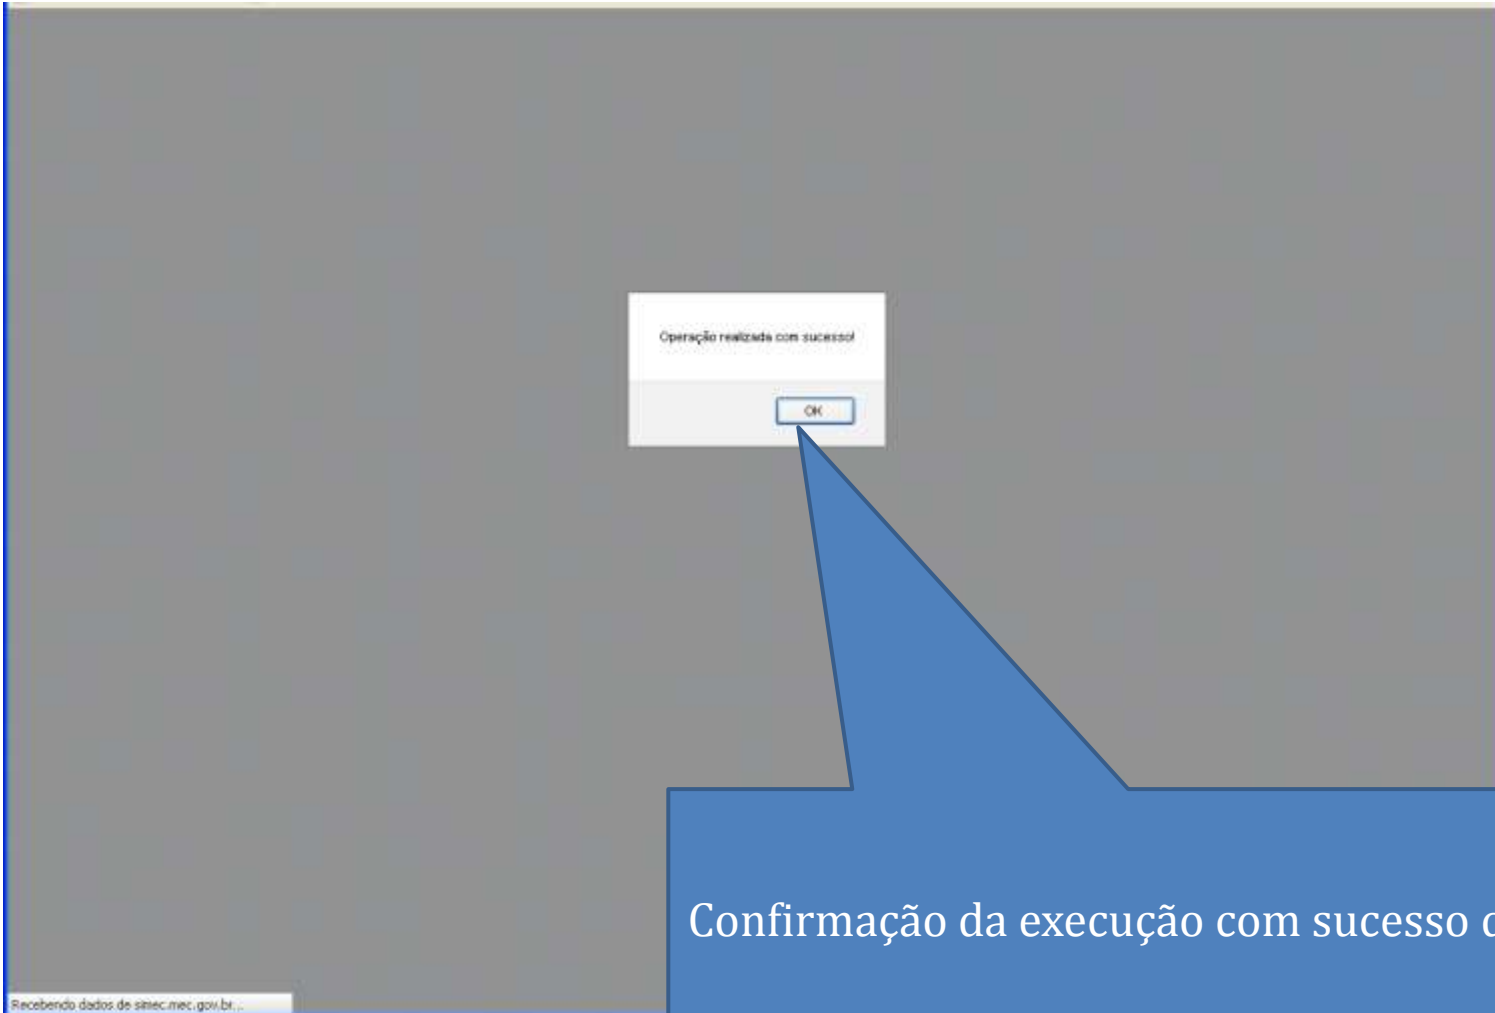 Operação realizada com sucesso!
OK
Confirmação da execução com sucesso
Recebendo dados de simec.mec.gov.br...